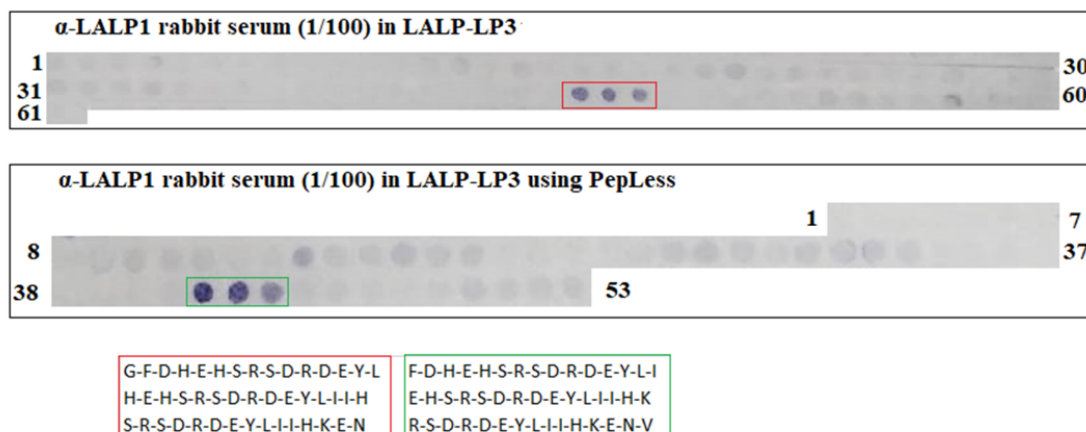 α-LALP1 rabbit serum (1/100) in LALP-LP3
1 30
31 60
61
α-LALP1 rabbit serum (1/100) in LALP-LP3 using PepLess
1 7
8 37
38 53
G-F-D-H-E-H-S-R-S-D-R-D-E-Y-L F-D-H-E-H-S-R-S-D-R-D-E-Y-L-I
H-E-H-S-R-S-D-R-D-E-Y-L-I-I-H E-H-S-R-S-D-R-D-E-Y-L-I-I-H-K
S-R-S-D-R-D-E-Y-L-I-I-H-K-E-N R-S-D-R-D-E-Y-L-I-I-H-K-E-N-V